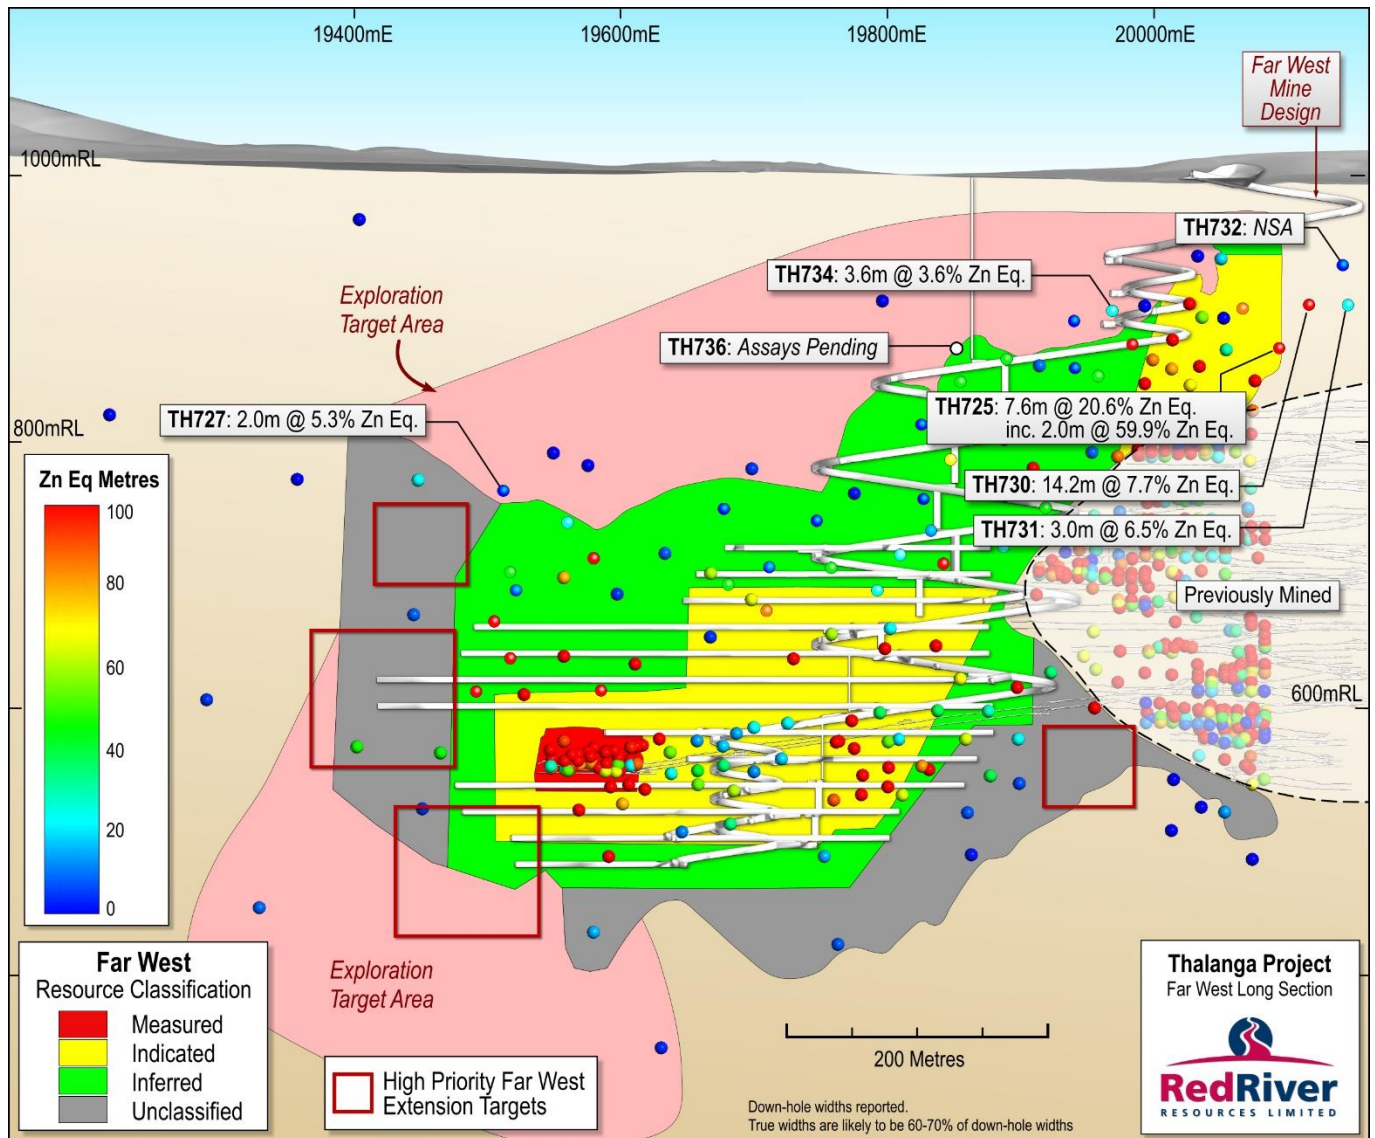 19400mE
19600mE
19800mE
20000mE
Far West
Mine
Design
1000mRL
TH732: NSA
TH734: 3.6m @ 3.6% Zn Eq.
Exploration
Target Area
TH736: Assays Pending
TH727: 2.0m @ 5.3% Zn Eq.
TH725: 7.6m @ 20.6% Zn Eq.
inc. 2.0m @ 59.9% Zn Eq.
800mRL
TH730: 14.2m @ 7.7% Zn Eq.
TH731: 3.0m @ 6.5% Zn Eq.
Zn Eq Metres
100
80
60
40
20
0
Previously Mined
600mRL
Far West
Resource Classification
Measured
Indicated
Inferred
Unclassified
Exploration
Target Area
High Priority Far West
Extension Targets
200 Metres
Down-hole widths reported.
True widths are likely to be 60-70% of down-hole widths
Thalanga Project
Far West Long Section
RedRiver
RESOURCES LIMITED